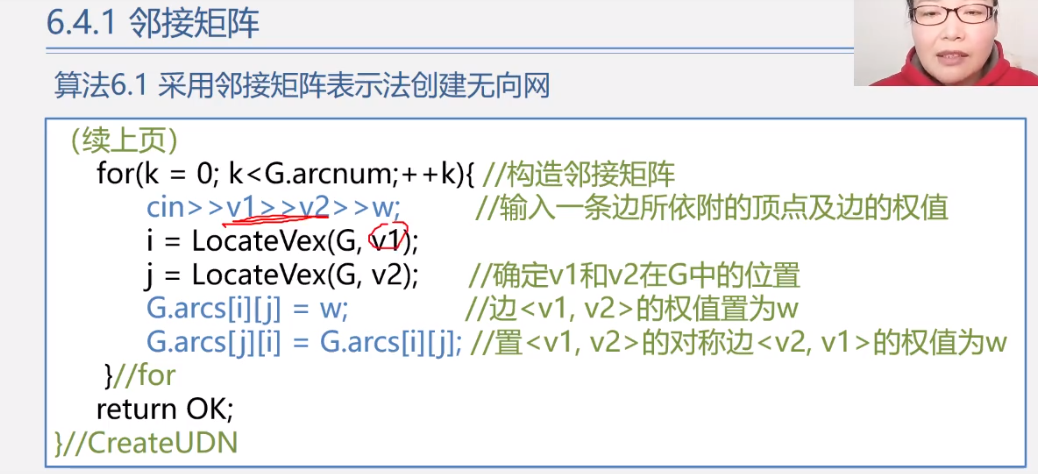 6.4.1 邻接矩阵
算法6.1 采用邻接矩阵表示法创建无向网
(续上页)
for(k = 0; k<G.arcnum;++k){ //构造邻接矩阵
cin>>v1>>v2>>w; //输入一条边所依附的顶点及边的权值
i = LocateVex(G, v1);
j = LocateVex(G, v2); //确定v1和v2在G中的位置
G.arcs[i][j] = w; //边<v1, v2>的权值置为w
G.arcs[j][i] = G.arcs[i][j]; //置<v1, v2>的对称边<v2, v1>的权值为w
}//for
return OK;
}//CreateUDN